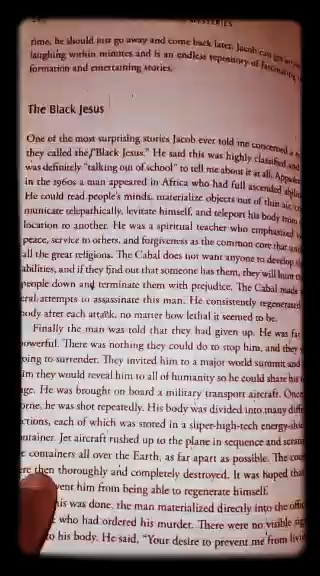 MYSTERIES
time, he should just go away and come back later. Jacob can get
laughing within minutes and is an endless repository of fascinating
formation and entertaining stories.
The Black Jesus
One of the most surprising stories Jacob ever told me concerned a
they called the "Black Jesus." He said this was highly classified and
was definitely "talking out of school" to tell me about it at all.
in the 1960s a man appeared in Africa who had full ascended
He could read people's minds, materialize objects out of thin air,
municate telepathically, levitate himself, and teleport his body from
location to another. He was a spiritual teacher who emphasized
peace, service to others, and forgiveness as the common core that
all the great religions. The Cabal does not want anyone to develop
abilities, and if they find out that someone has them, they will hunt
people down and terminate them with prejudice. The Cabal made
eral attempts to assassinate this man. He consistently regenerated
body after each attack, no matter how lethal it seemed to be.
Finally the man was told that they had given up. He was far
powerful. There was nothing they could do to stop him, and they
oing to surrender. They invited him to a major world summit and
im they would reveal him to all of humanity so he could share his
age. He was brought on board a military transport aircraft. Once
orne, he was shot repeatedly. His body was divided into many
ctions, each of which was stored in a super-high-tech energy-
ntainer. Jet aircraft rushed up to the plane in sequence and
e containers all over the Earth, as far apart as possible. The
ere then thoroughly and completely destroyed. It was hoped that
vent him from being able to regenerate himself.
his was done, the man materialized directly into the
who had ordered his murder. There were no visible
to his body. He said, "Your desire to prevent me from